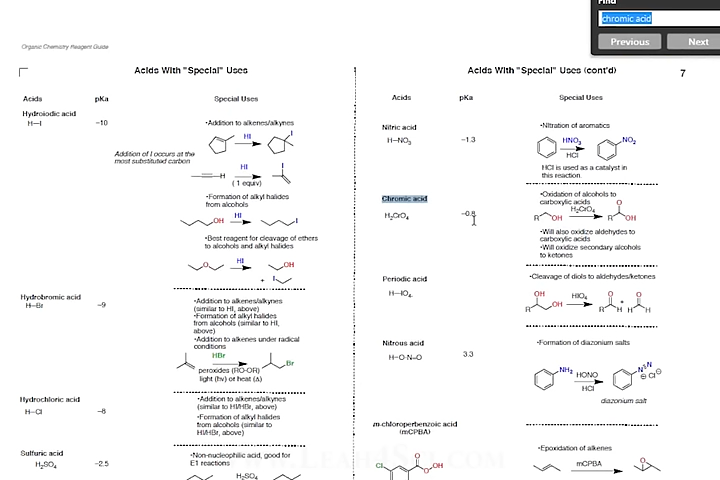 Find
chromic acid
Previous
Next
Organic Chemistry Reagent Guide
Acids With "Special" Uses
Acids
pKa
Special Uses
Hydroiodic acid
H—I
−10
•Addition to alkenes/alkynes
HI
I
Addition of I occurs at the
most substituted carbon
H
HI
I
( 1 equiv)
•Formation of alkyl halides
from alcohols
OH
HI
I
•Best reagent for cleavage of ethers
to alcohols and alkyl halides
O
HI
OH
+
I
Hydrobromic acid
H—Br
−9
•Addition to alkenes/alkynes
(similar to HI, above)
•Formation of alkyl halides
from alcohols (similar to HI,
above)
•Addition to alkenes under radical
conditions
HBr
Br
peroxides (RO-OR)
light (hv) or heat (Δ)
Hydrochloric acid
H—Cl
−8
•Addition to alkenes/alkynes
(similar to HI/HBr, above)
•Formation of alkyl halides
from alcohols (similar to
HI/HBr, above)
Sulfuric acid
H2SO4
−2.5
•Non-nucleophilic acid, good for
E1 reactions
H2SO4
Acids With "Special" Uses (cont'd)
7
Acids
pKa
Special Uses
Nitric acid
H—NO3
−1.3
•Nitration of aromatics
HNO3
HCl
NO2
HCl is used as a catalyst in
this reaction.
Chromic acid
H2CrO4
−0.8
•Oxidation of alcohols to
carboxylic acids
R
OH
H2CrO4
O
R
OH
•Will also oxidize aldehydes to
carboxylic acids
•Will oxidize secondary alcohols
to ketones
Periodic acid
H—IO4
•Cleavage of diols to aldehydes/ketones
OH
R
OH
HIO4
O
R
H
+
O
H
H
Nitrous acid
H−O·N=O
3.3
•Formation of diazonium salts
NH2
HONO
HCl
N
N
Cl
diazonium salt
m-chloroperbenzoic acid
(mCPBA)
Cl
O
O
OH
•Epoxidation of alkenes
mCPBA
O
www.Leah4Sci.com